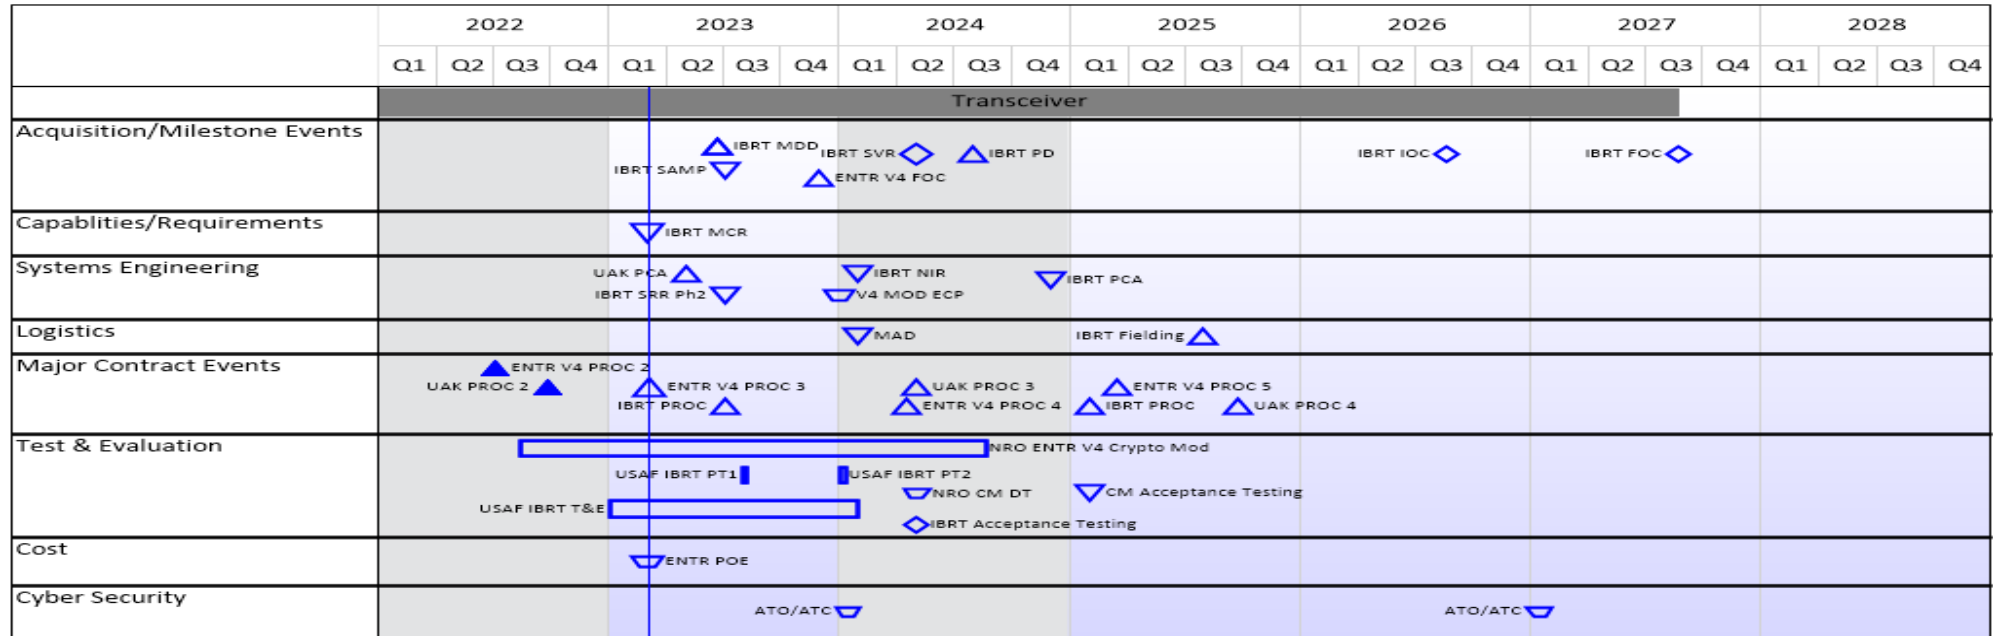 2022 2023 2024 2025 2026 2027 2028
Q1 Q2 Q3 Q4 Q1 Q2 Q3 Q4 Q1 Q2 Q3 Q4 Q1 Q2 Q3 Q4 Q1 Q2 Q3 Q4 Q1 Q2 Q3 Q4 Q1 Q2 Q3 Q4
Transceiver
Acquisition/Milestone Events
IBRT MDD
IBRT SVR
IBRT PD
IBRT IOC
IBRT FOC
IBRT SAMP
ENTR V4 FOC
Capablities/Requirements
IBRT MCR
Systems Engineering
UAK PCA
IBRT NIR
IBRT PCA
IBRT SRR Ph2
V4 MOD ECP
Logistics
MAD
IBRT Fielding
Major Contract Events
ENTR V4 PROC 2
UAK PROC 2
ENTR V4 PROC 3
UAK PROC 3
ENTR V4 PROC 5
IBRT PROC
ENTR V4 PROC 4
IBRT PROC
UAK PROC 4
Test & Evaluation
NRO ENTR V4 Crypto Mod
USAF IBRT PT1
USAF IBRT PT2
NRO CM DT
CM Acceptance Testing
USAF IBRT T&E
IBRT Acceptance Testing
Cost
ENTR POE
Cyber Security
ATO/ATC
ATO/ATC